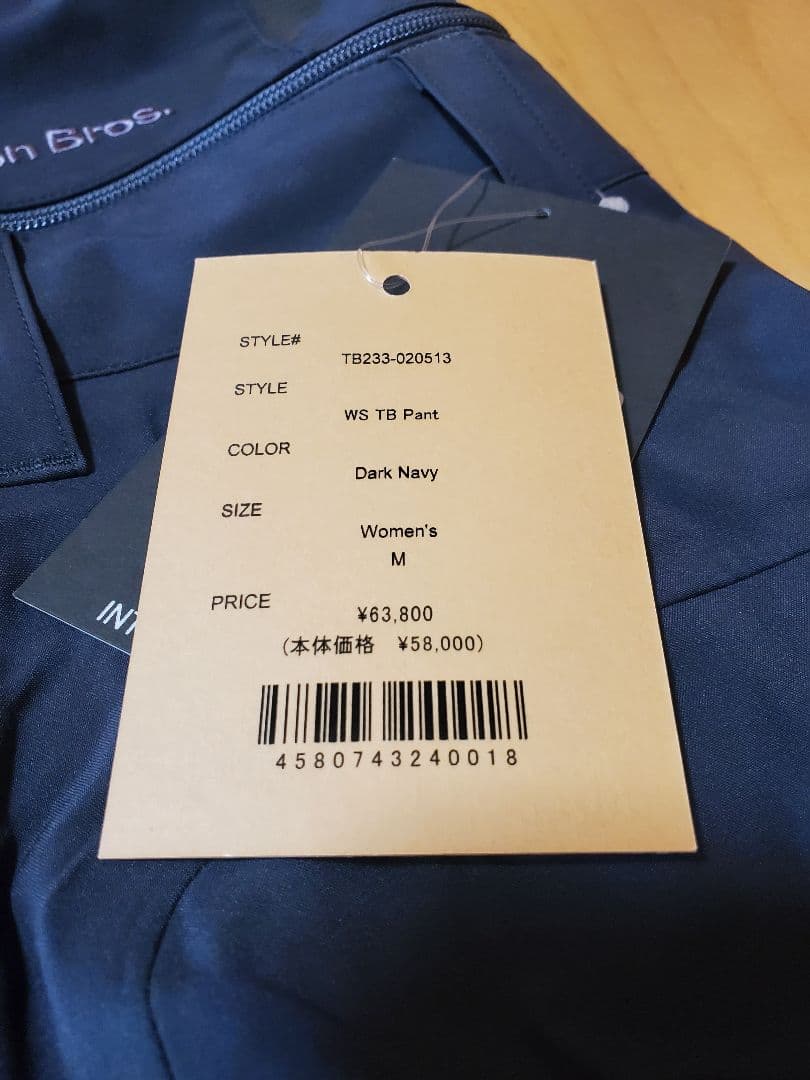 Bros.
STYLE#
TB233-020513
STYLE
WS TB Pant
COLOR
Dark Navy
SIZE
Women's
M
PRICE
¥63,800
(本体価格 ¥58,000)
4580743240018